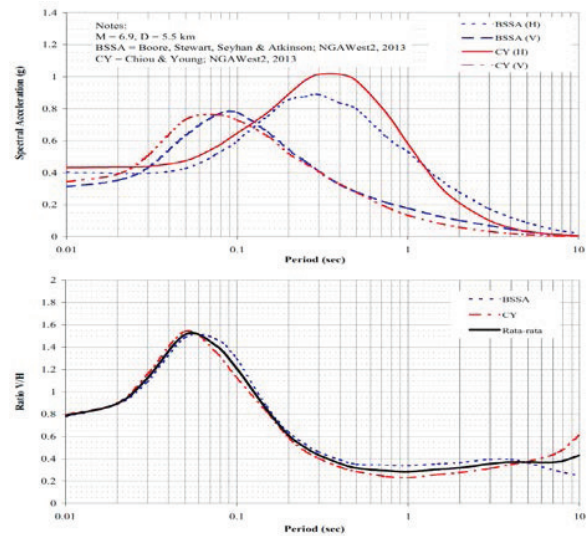 Notes:
M = 6.9, D = 5.5 km
BSSA = Boore, Stewart, Seyhan & Atkinson; NGAWest2, 2013
CY = Chiou & Young; NGAWest2, 2013
BSSA (H)
BSSA (V)
CY (H)
CY (V)
Spectral Acceleration (g)
1.4
1.2
1
0.8
0.6
0.4
0.2
0
0.01
0.1
1
10
Period (sec)
BSSA
CY
Rata-rata
Ratio V/H
2
1.8
1.6
1.4
1.2
1
0.8
0.6
0.4
0.2
0
0.01
0.1
1
10
Period (sec)